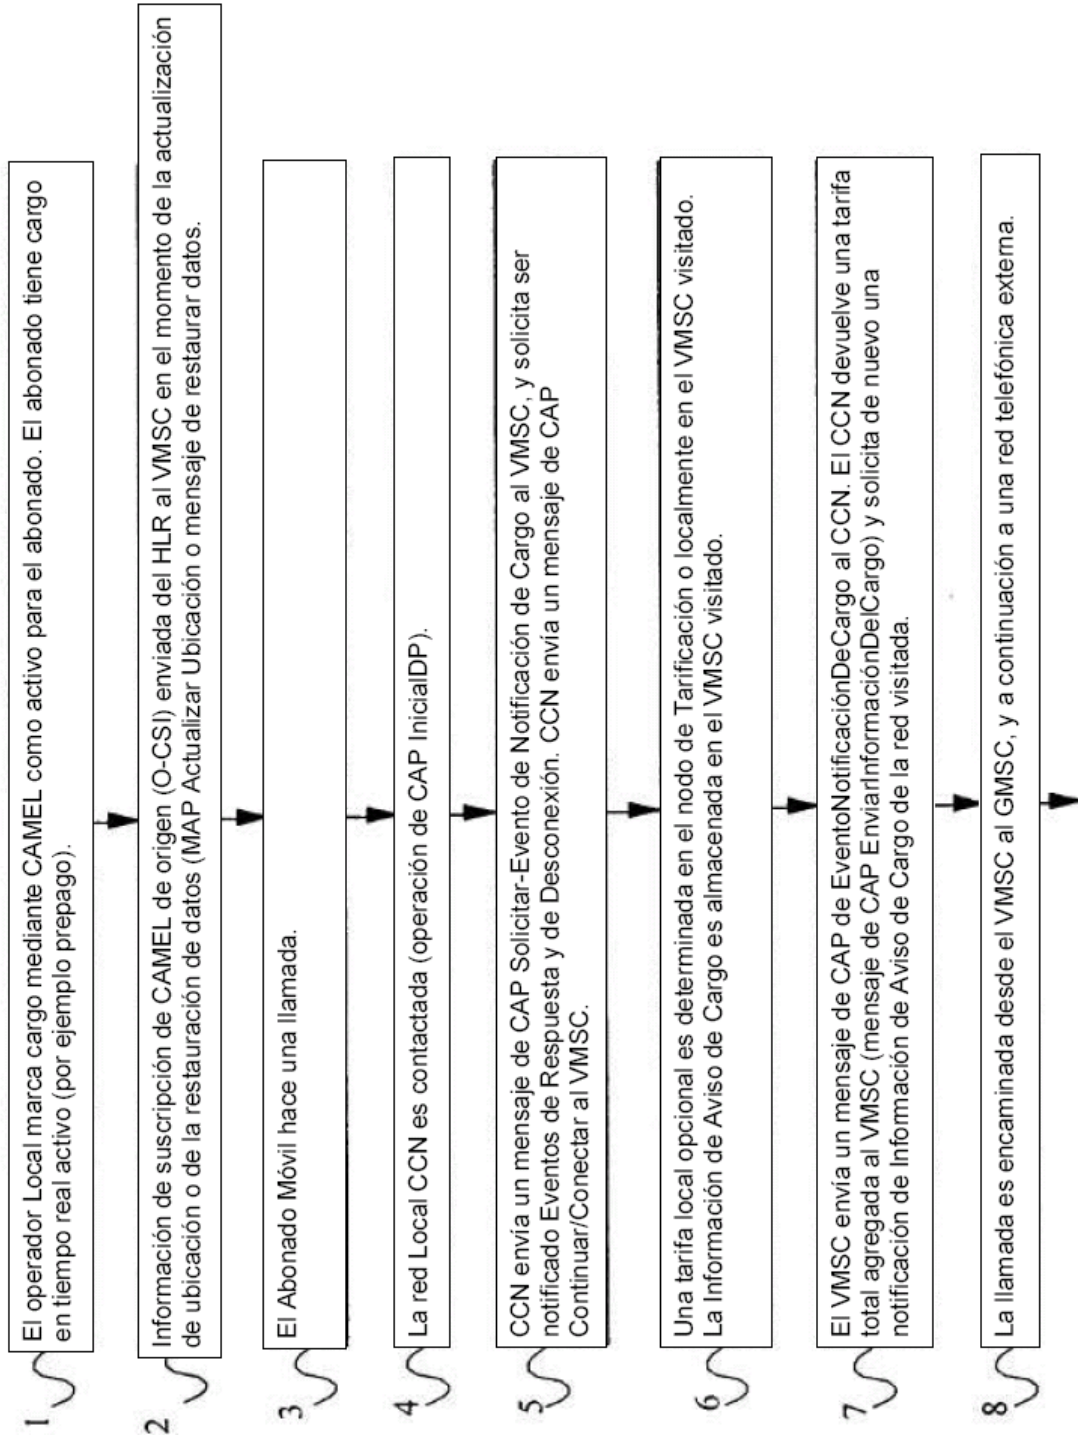 1
El operador Local marca cargo mediante CAMEL como activo para el abonado. El abonado tiene cargo
en tiempo real activo (por ejemplo prepago).
2
Información de suscripción de CAMEL de origen (O-CSI) enviada del HLR al VMSC en el momento de la actualización
de ubicación o de la restauración de datos (MAP Actualizar Ubicación o mensaje de restaurar datos.
3
El Abonado Móvil hace una llamada.
4
La red Local CCN es contactada (operación de CAP InicialDP).
5
CCN envía un mensaje de CAP Solicitar-Evento de Notificación de Cargo al VMSC, y solicita ser
notificado Eventos de Respuesta y de Desconexión. CCN envía un mensaje de CAP
Continuar/Conectar al VMSC.
6
Una tarifa local opcional es determinada en el nodo de Tarificación o localmente en el VMSC visitado.
La Información de Aviso de Cargo es almacenada en el VMSC visitado.
7
El VMSC envía un mensaje de CAP de EventoNotificaciónDeCargo al CCN. El CCN devuelve una tarifa
total agregada al VMSC (mensaje de CAP EnviarInformaciónDelCargo) y solicita de nuevo una
notificación de Información de Aviso de Cargo de la red visitada.
8
La llamada es encaminada desde el VMSC al GMSC, y a continuación a una red telefónica externa.